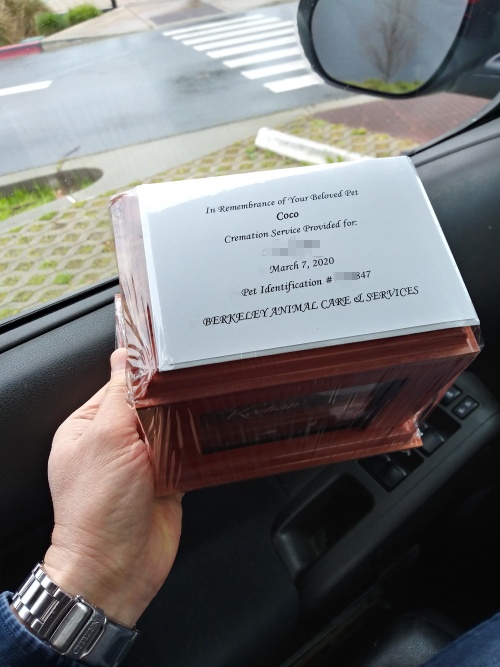 In Remembrance of Your Beloved Pet
Coco
Cremation Service Provided for:
March 7, 2020
Pet Identification # 347
BERKELEY ANIMAL CARE & SERVICES